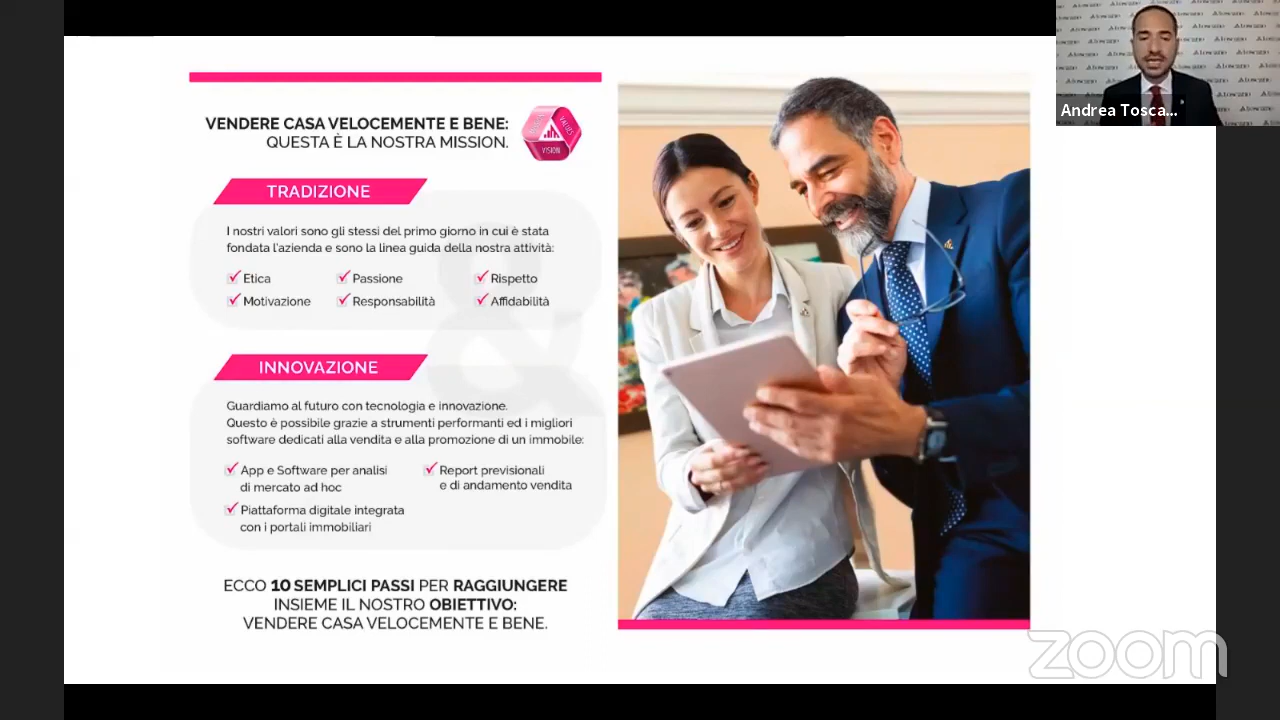 VENDERE CASA VELOCEMENTE E BENE:
QUESTA È LA NOSTRA MISSION.
VALUES
VISION
TRADIZIONE
I nostri valori sono gli stessi del primo giorno in cui è stata
fondata l'azienda e sono la linea guida della nostra attività:
Etica
Passione
Rispetto
Motivazione
Responsabilità
Affidabilità
&
INNOVAZIONE
Guardiamo al futuro con tecnologia e innovazione.
Questo è possibile grazie a strumenti performanti ed i migliori
software dedicati alla vendita e alla promozione di un immobile:
App e Software per analisi
di mercato ad hoc
Report previsionali
e di andamento vendita
Piattaforma digitale integrata
con i portali immobiliari
ECCO 10 SEMPLICI PASSI PER RAGGIUNGERE
INSIEME IL NOSTRO OBIETTIVO:
VENDERE CASA VELOCEMENTE E BENE.
Andrea Tosca...
zoom